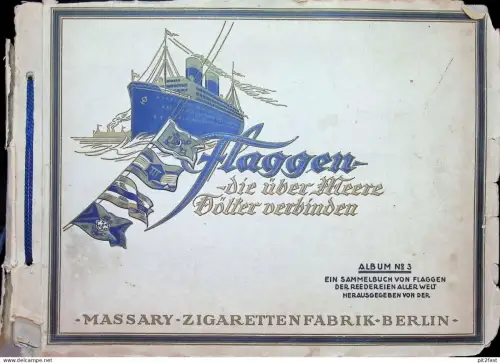 Flaggen
die über Meere
Völker verbinden
ALBUM No 3
EIN SAMMELBUCH VON FLAGGEN
DER REEDEREIEN ALLER WELT
HERAUSGEGEBEN VON DER
-MASSARY-ZIGARETTENFABRIK-BERLIN-